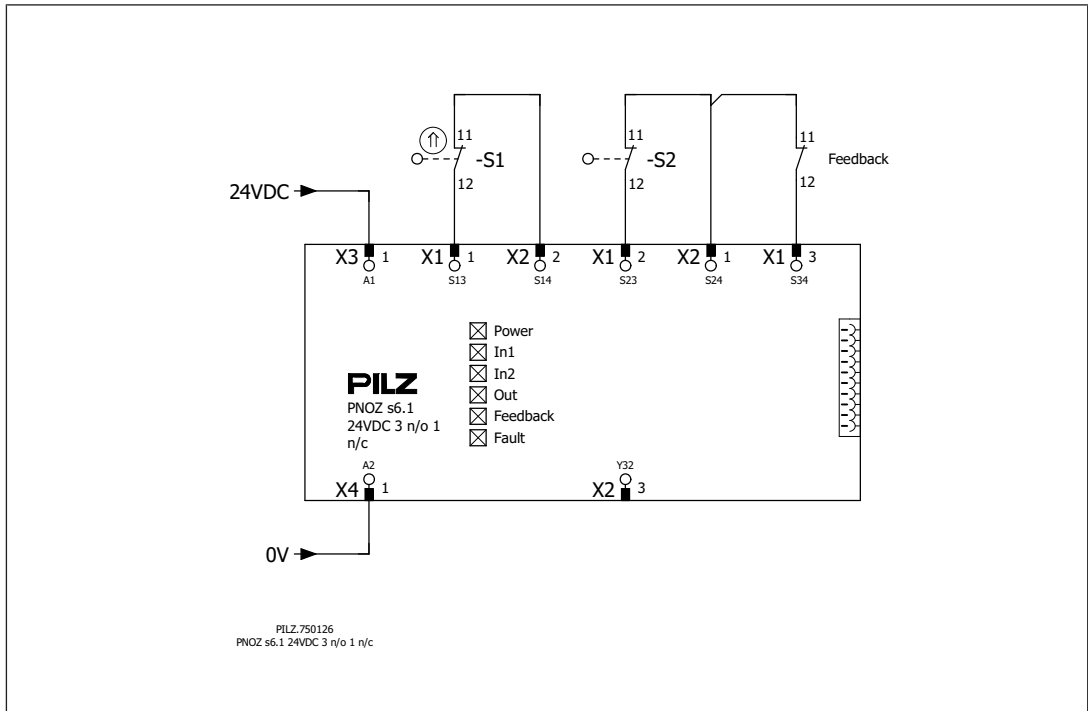 11
-S1
12
11
-S2
12
11
Feedback
12
24VDC
X3 1
X1 1
X2 2
X1 2
X2 1
X1 3
A1
S13
S14
S23
S24
S34
Power
In1
In2
Out
Feedback
Fault
PILZ
PNOZ s6.1
24VDC 3 n/o 1
n/c
A2
X4 1
Y32
X2 3
0V
PILZ.750126
PNOZ s6.1 24VDC 3 n/o 1 n/c